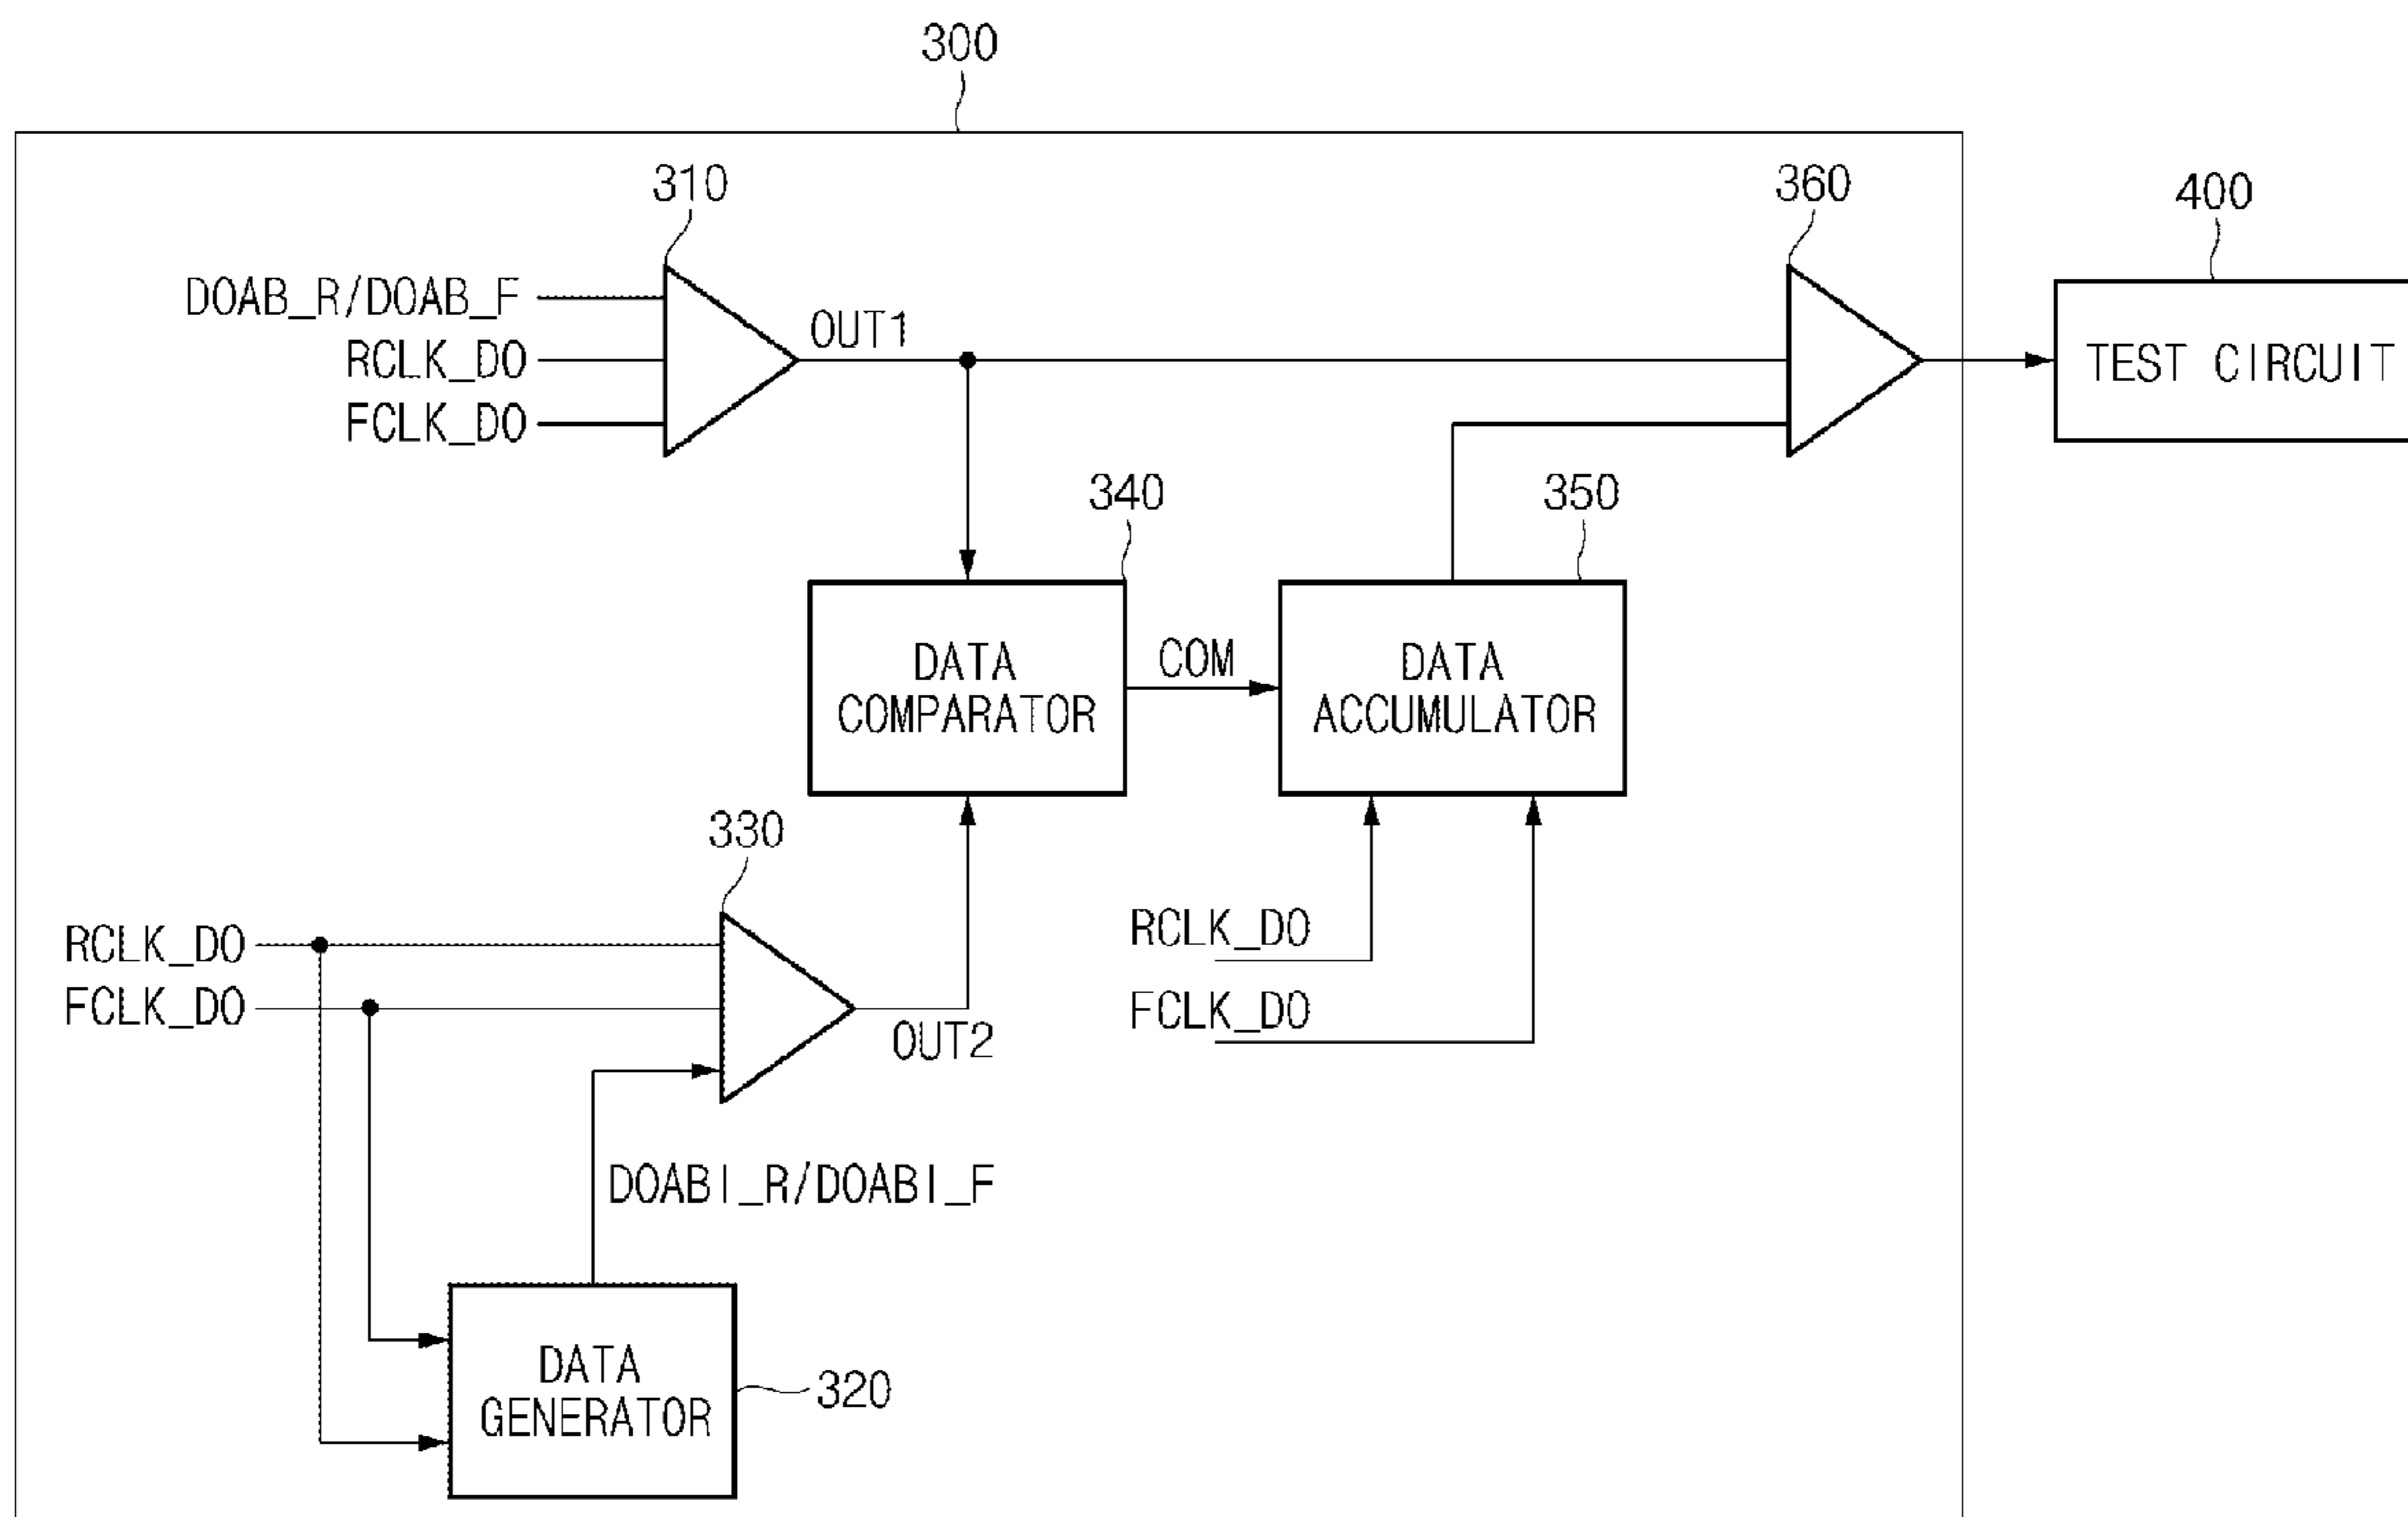 300
310
360
400
DOAB_R/DOAB_F
RCLK_DO
FCLK_DO
OUT1
TEST CIRCUIT
340
350
DATA
COMPARATOR
COM
DATA
ACCUMULATOR
330
RCLK_DO
FCLK_DO
OUT2
RCLK_DO
FCLK_DO
DOABI_R/DOABI_F
DATA
GENERATOR
320